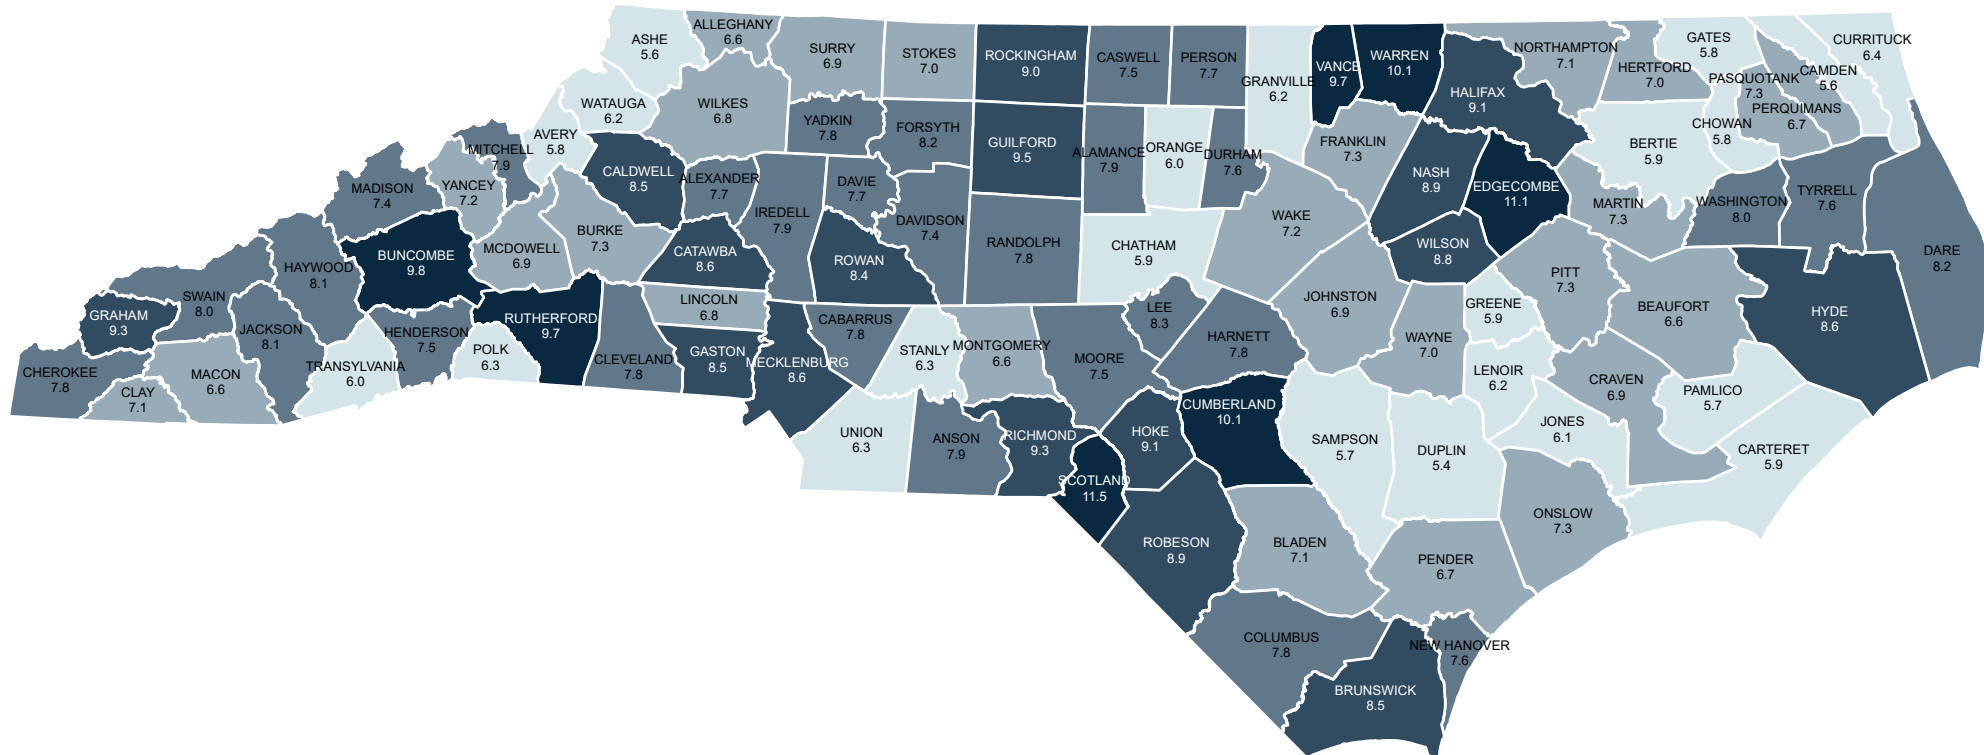 ALLEGHANY
6.6
ASHE
5.6
SURRY
6.9
STOKES
7.0
ROCKINGHAM
9.0
CASWELL
7.5
PERSON
7.7
GRANVILLE
6.2
VANCE
9.7
WARREN
10.1
HALIFAX
9.1
NORTHAMPTON
7.1
HERTFORD
7.0
GATES
5.8
CURRITUCK
6.4
CAMDEN
5.6
PASQUOTANK
7.3
PERQUIMANS
6.7
CHOWAN
5.8
BERTIE
5.9
WATAUGA
6.2
WILKES
6.8
YADKIN
7.8
FORSYTH
8.2
GUILFORD
9.5
ALAMANCE
7.9
ORANGE
6.0
DURHAM
7.6
FRANKLIN
7.3
NASH
8.9
EDGECOMBE
11.1
MARTIN
7.3
WASHINGTON
8.0
TYRRELL
7.6
DARE
8.2
AVERY
5.8
MITCHELL
7.9
YANCEY
7.2
MADISON
7.4
CALDWELL
8.5
ALEXANDER
7.7
IREDELL
7.9
DAVIE
7.7
DAVIDSON
7.4
RANDOLPH
7.8
CHATHAM
5.9
WAKE
7.2
WILSON
8.8
PITT
7.3
BEAUFORT
6.6
HYDE
8.6
BUNCOMBE
9.8
MCDOWELL
6.9
BURKE
7.3
CATAWBA
8.6
ROWAN
8.4
HAYWOOD
8.1
SWAIN
8.0
GRAHAM
9.3
JACKSON
8.1
HENDERSON
7.5
RUTHERFORD
9.7
POLK
6.3
CLEVELAND
7.8
LINCOLN
6.8
GASTON
8.5
MECKLENBURG
8.6
CABARRUS
7.8
STANLY
6.3
MONTGOMERY
6.6
MOORE
7.5
LEE
8.3
HARNETT
7.8
JOHNSTON
6.9
WAYNE
7.0
GREENE
5.9
LENOIR
6.2
CRAVEN
6.9
PAMLICO
5.7
CHEROKEE
7.8
CLAY
7.1
MACON
6.6
TRANSYLVANIA
6.0
UNION
6.3
ANSON
7.9
RICHMOND
9.3
SCOTLAND
11.5
HOKE
9.1
CUMBERLAND
10.1
SAMPSON
5.7
DUPLIN
5.4
JONES
6.1
CARTERET
5.9
ONSLOW
7.3
ROBESON
8.9
BLADEN
7.1
PENDER
6.7
COLUMBUS
7.8
NEW HANOVER
7.6
BRUNSWICK
8.5